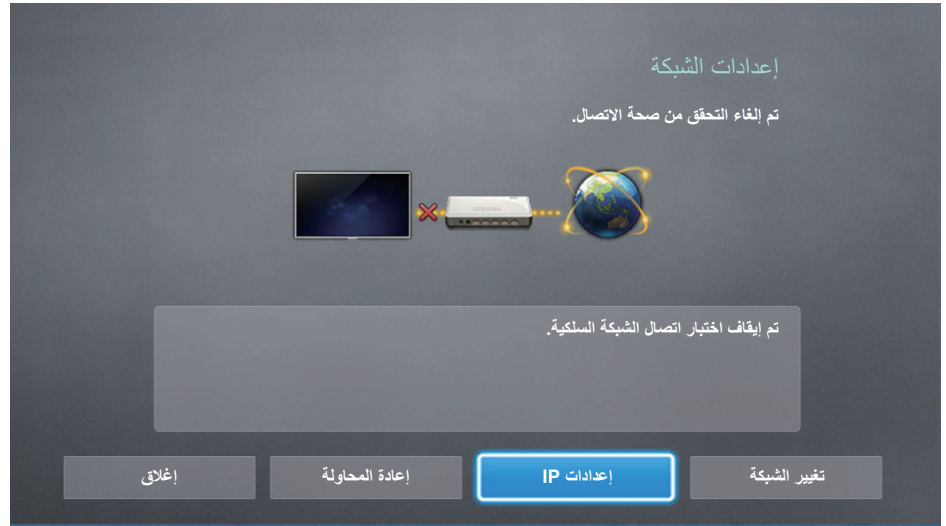 إعدادات الشبكة
تم إلغاء التحقق من صحة الاتصال.
SAMSUNG
تم إيقاف اختبار اتصال الشبكة السلكية.
تغيير الشبكة
إعدادات IP
إعادة المحاولة
إغلاق